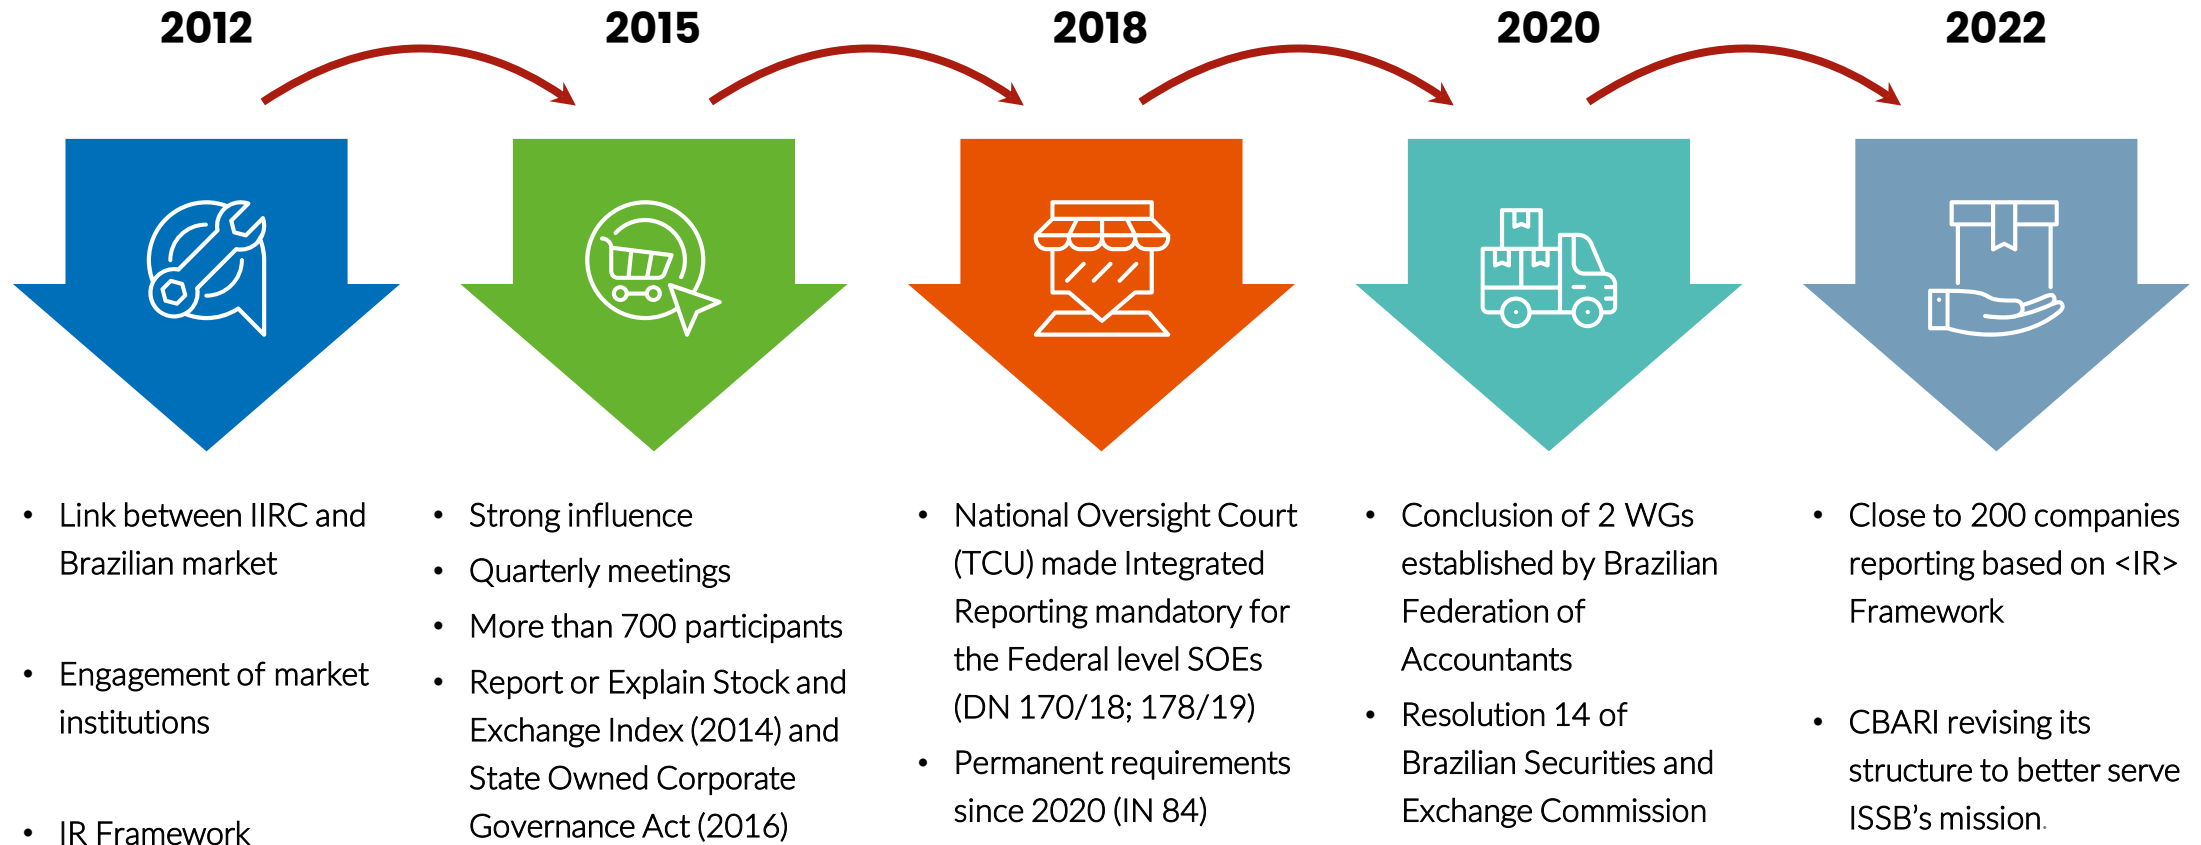 2012
2015
2018
2020
2022
• Link between IIRC and
Brazilian market
• Engagement of market
institutions
• IR Framework
• Strong influence
• Quarterly meetings
• More than 700 participants
• Report or Explain Stock and
Exchange Index (2014) and
State Owned Corporate
Governance Act (2016)
• National Oversight Court
(TCU) made Integrated
Reporting mandatory for
the Federal level SOEs
(DN 170/18; 178/19)
• Permanent requirements
since 2020 (IN 84)
• Conclusion of 2 WGs
established by Brazilian
Federation of
Accountants
• Resolution 14 of
Brazilian Securities and
Exchange Commission
• Close to 200 companies
reporting based on <IR>
Framework
• CBARI revising its
structure to better serve
ISSB’s mission.